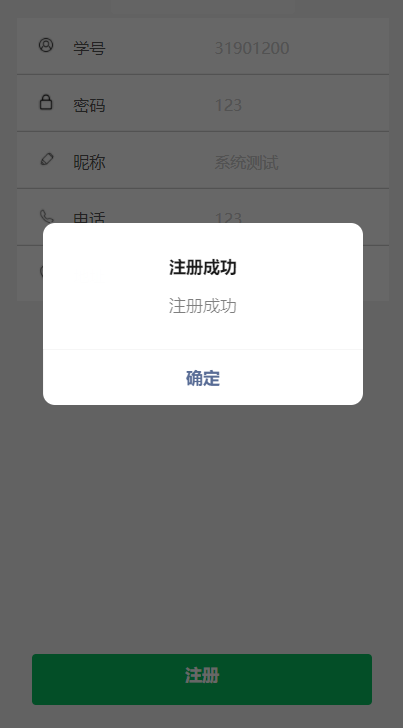 学号 31901200
密码 123
昵称 系统测试
电话 123
注册成功
注册成功
确定
注册